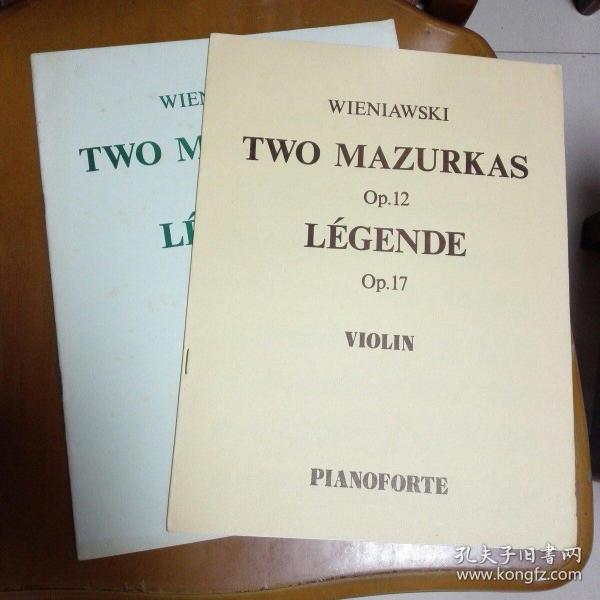 WIEN
TWO M
LÉ
WIENIAWSKI
TWO MAZURKAS
Op.12
LÉGENDE
Op.17
VIOLIN
PIANOFORTE
孔夫子旧书网
www.kongfz.com